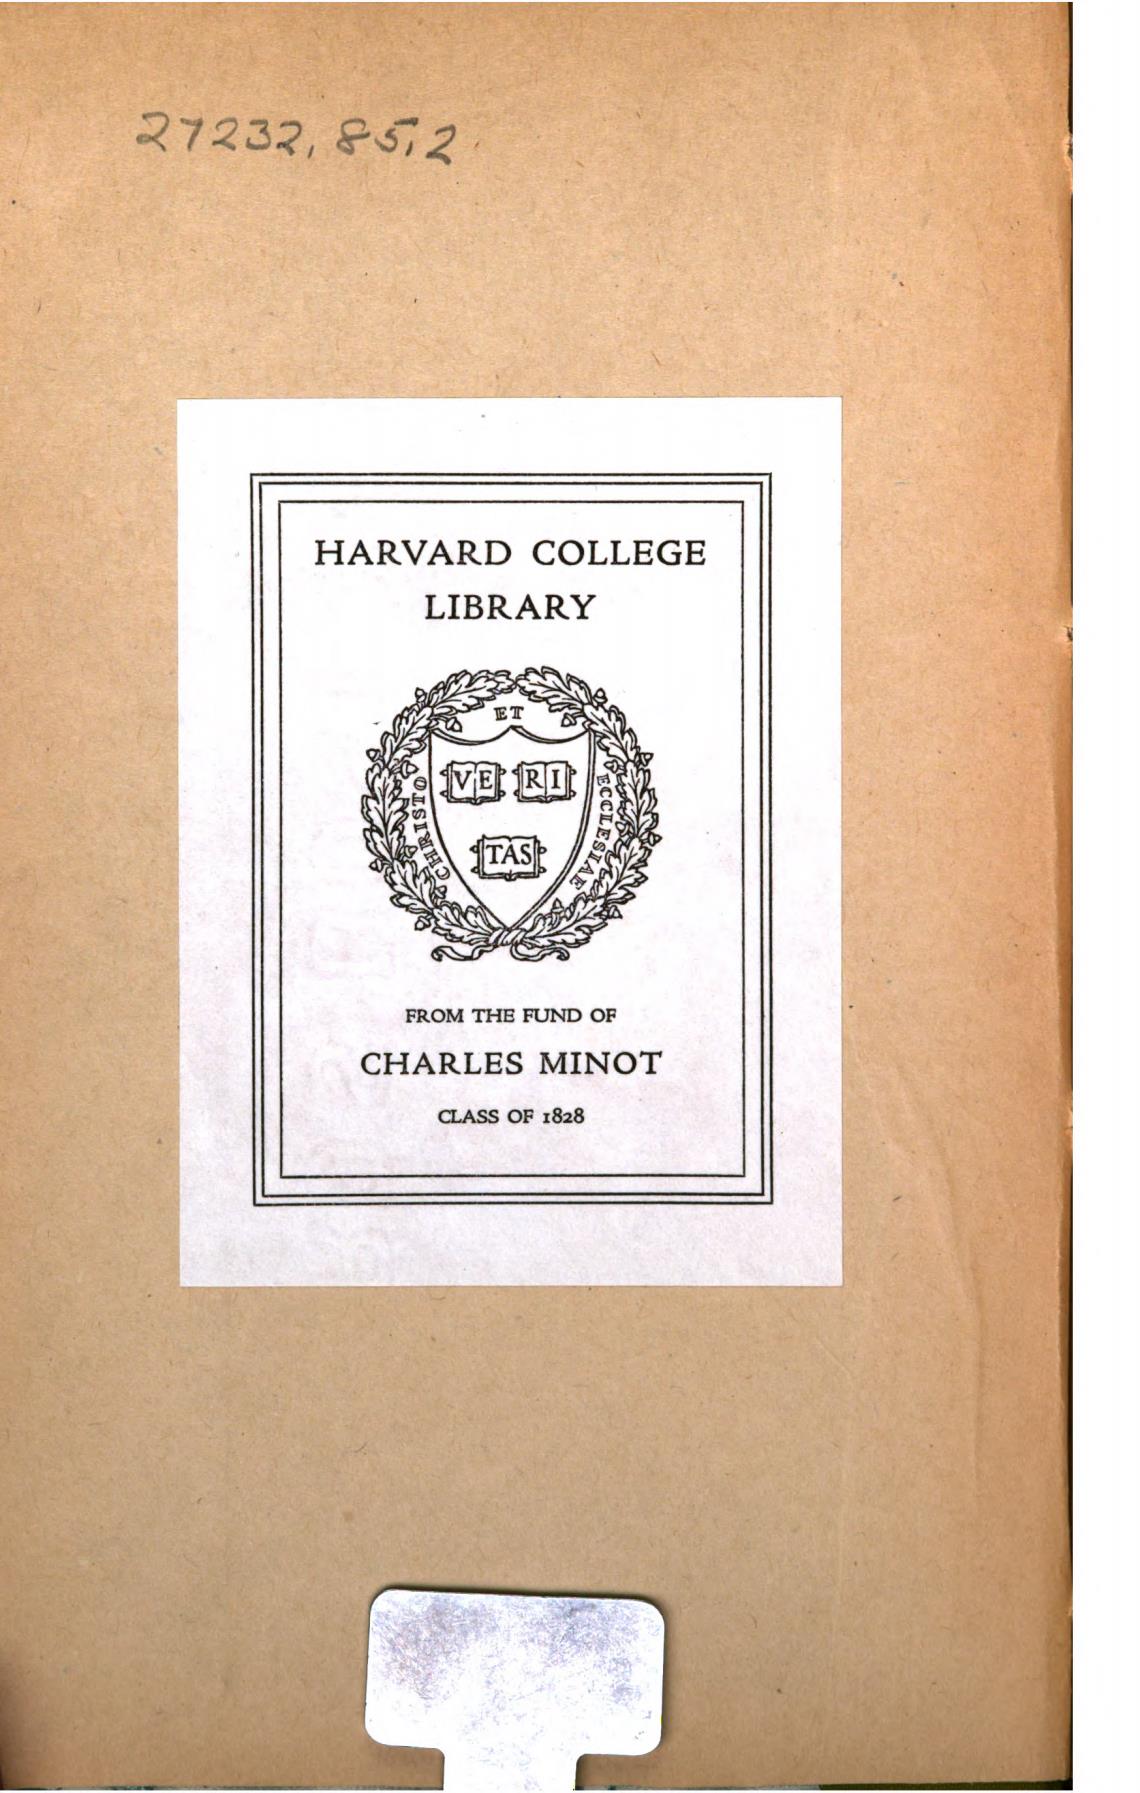 27232.85.2
HARVARD COLLEGE
LIBRARY
CHRISTO ET ECCLESIAE
VE RI
TAS
FROM THE FUND OF
CHARLES MINOT
CLASS OF 1828